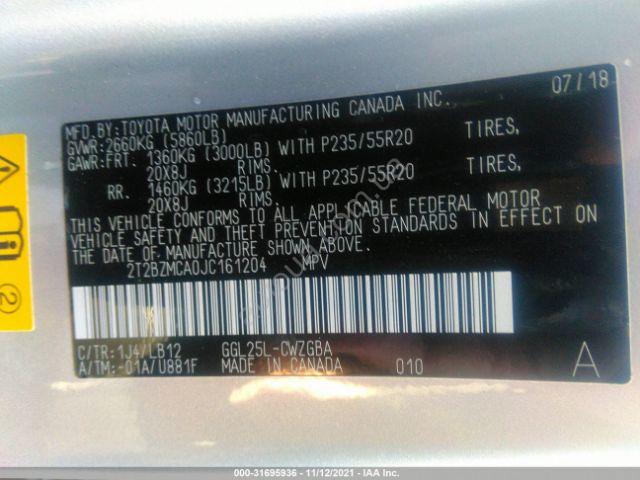 07/18
MFD.BY:TOYOTA MOTOR MANUFACTURING CANADA INC.
GVWR:2660KG (5860LB)
GAWR:FRT. 1360KG (3000LB) WITH P235/55R20 TIRES,
20X8J RIMS.
RR. 1460KG (3215LB) WITH P235/55R20 TIRES,
20X8J RIMS.
THIS VEHICLE CONFORMS TO ALL APPLICABLE FEDERAL MOTOR
VEHICLE SAFETY AND THEFT PREVENTION STANDARDS IN EFFECT ON
THE DATE OF MANUFACTURE SHOWN ABOVE.
2T2BZMCA0JC161204 MPV
C/TR:1J4/LB12 GGL25L-CWZGBA
A/TM:-01A/U881F MADE IN CANADA 010 A
2
000-31695936 - 11/12/2021 - IAA Inc.